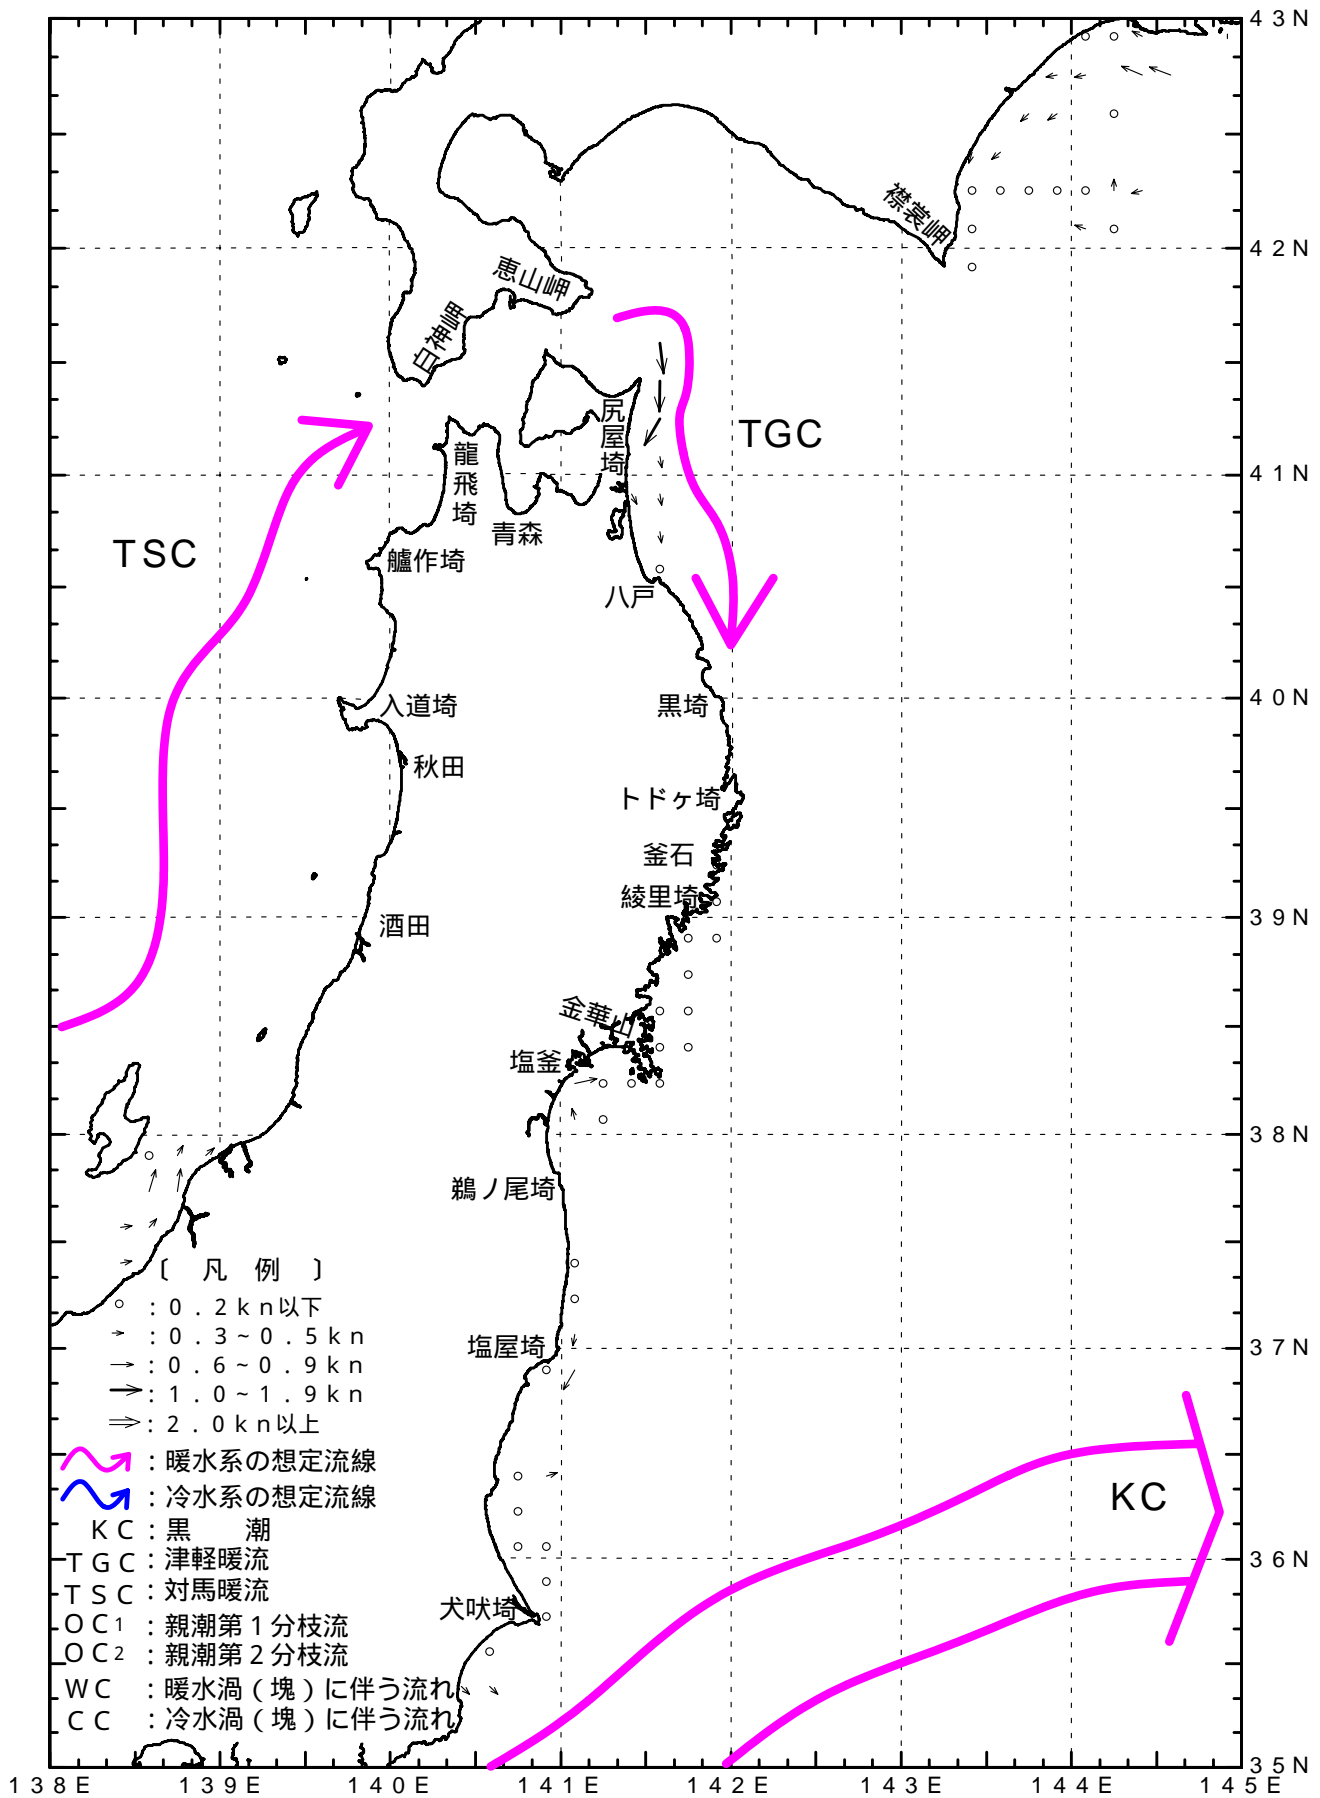 43N
襟裳岬
42N
恵山岬
白神岬
尻屋埼
TGC
龍飛埼
41N
青森
TSC
艫作埼
八戸
入道埼
黒埼
40N
秋田
トドヶ埼
釜石
綾里埼
39N
酒田
金華山
塩釜
38N
鵜ノ尾埼
〔 凡 例 〕
:0.2kn以下
:0.3~0.5kn
塩屋埼
37N
:0.6~0.9kn
:1.0~1.9kn
:2.0kn以上
:暖水系の想定流線
:冷水系の想定流線
KC
KC:黒 潮
TGC:津軽暖流
36N
TSC:対馬暖流
犬吠埼
OC1 :親潮第1分枝流
OC2 :親潮第2分枝流
WC :暖水渦(塊)に伴う流れ
CC :冷水渦(塊)に伴う流れ
35N
138E 139E 140E 141E 142E 143E 144E 145E